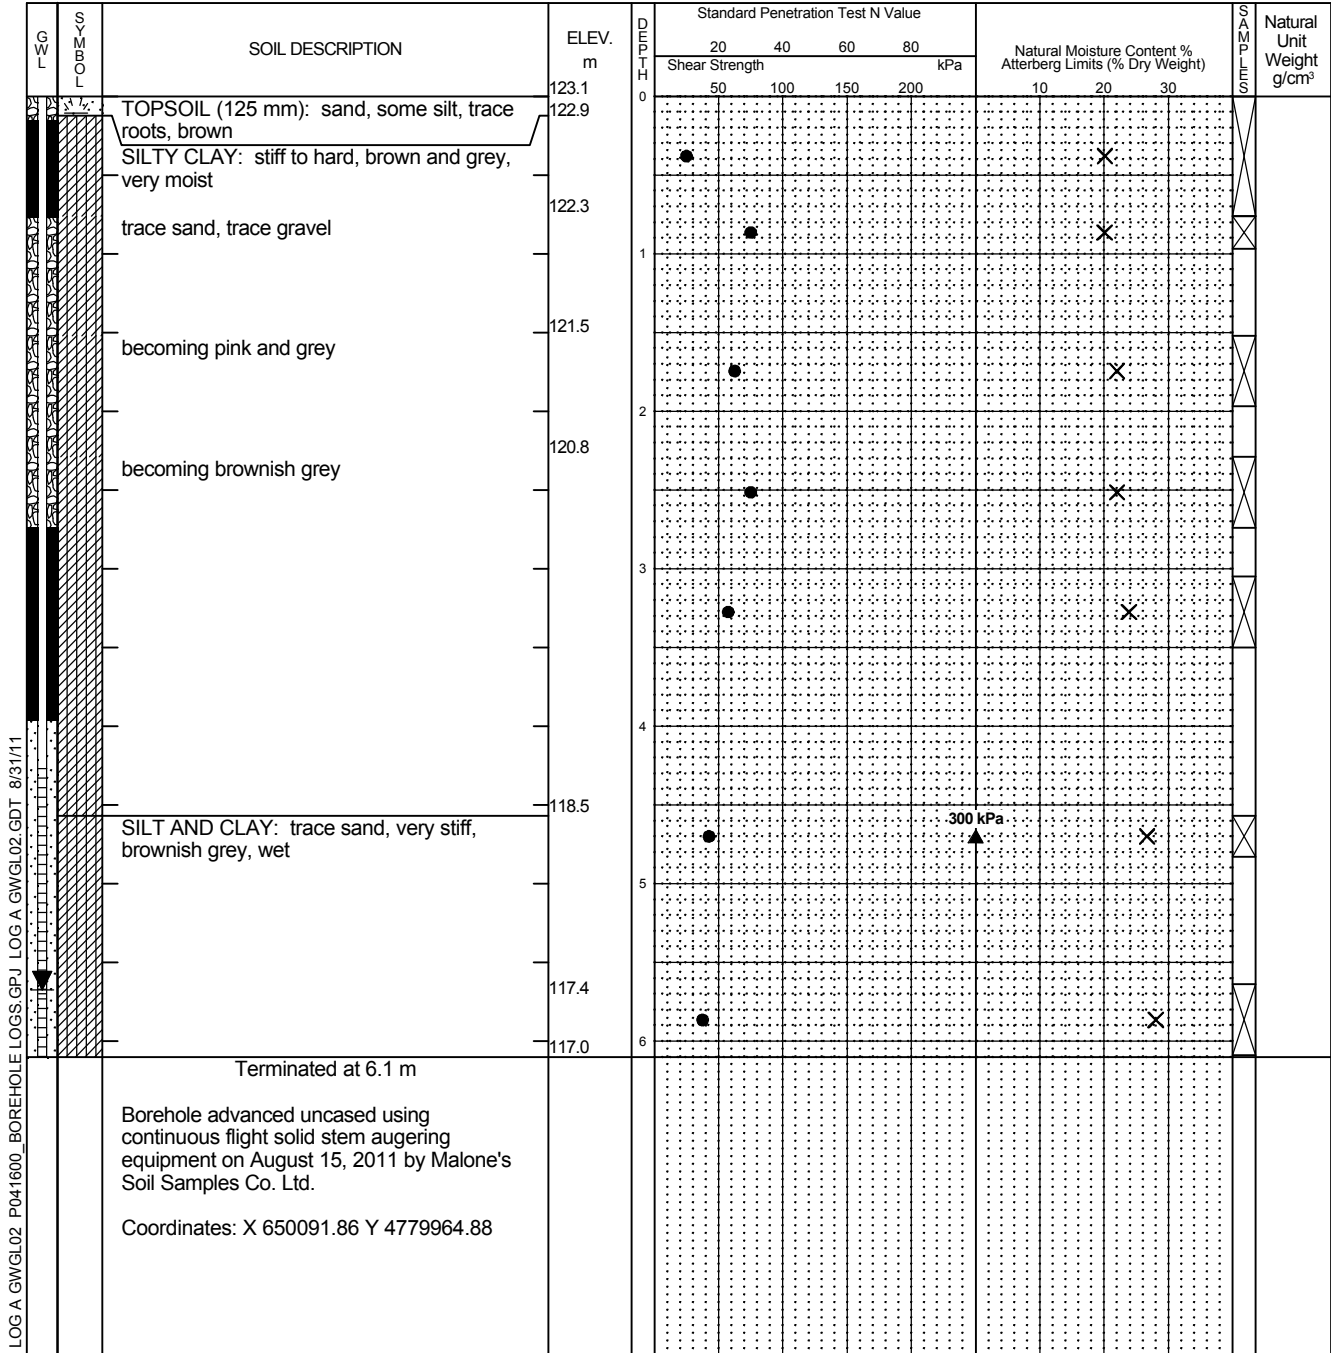 GWL
SYMBOL
SOIL DESCRIPTION
ELEV.
m
DEPTH
Standard Penetration Test N Value
20 40 60 80
Shear Strength kPa
50 100 150 200
Natural Moisture Content %
Atterberg Limits (% Dry Weight)
10 20 30
SAMPLES
Natural
Unit
Weight
g/cm³
123.1
0
TOPSOIL (125 mm): sand, some silt, trace
roots, brown
122.9
SILTY CLAY: stiff to hard, brown and grey,
very moist
122.3
trace sand, trace gravel
1
121.5
becoming pink and grey
2
120.8
becoming brownish grey
3
4
118.5
SILT AND CLAY: trace sand, very stiff,
brownish grey, wet
300 kPa
5
117.4
117.0
6
Terminated at 6.1 m
Borehole advanced uncased using
continuous flight solid stem augering
equipment on August 15, 2011 by Malone's
Soil Samples Co. Ltd.
Coordinates: X 650091.86 Y 4779964.88
LOG A GWGL02 P041600_BOREHOLE LOGS.GPJ LOG A GWGL02.GDT 8/31/11